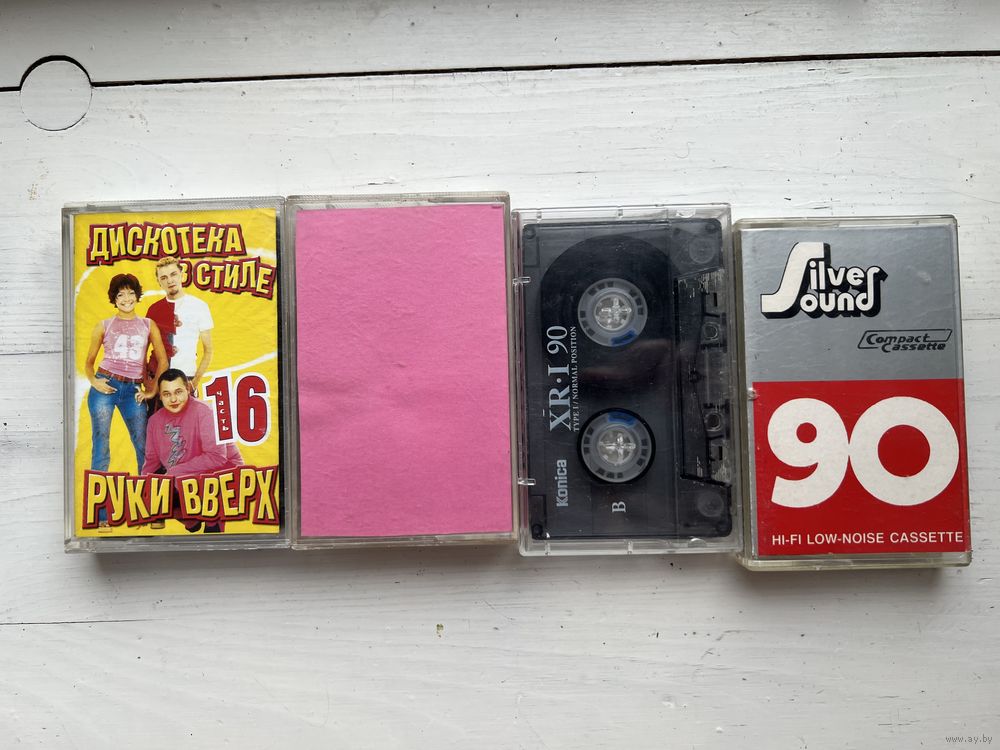 ДИСКОТЕКА
В СТИЛЕ
часть
16
РУКИ ВВЕРХ
43
Konica
XR·I 90
TYPE I / NORMAL POSITION
B
Silver
Sound
Compact
Cassette
90
HI-FI LOW-NOISE CASSETTE
www.ay.by